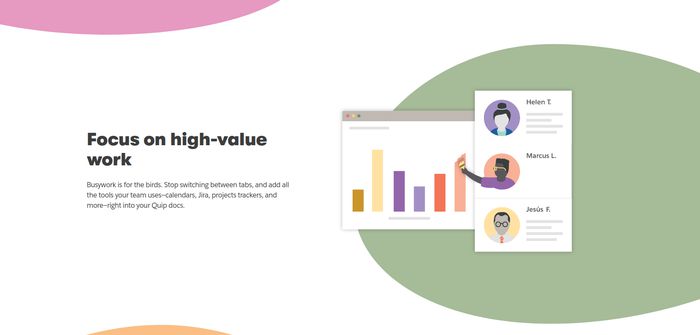 Focus on high-value
work
Busywork is for the birds. Stop switching between tabs, and add all
the tools your team uses—calendars, Jira, projects trackers, and
more—right into your Quip docs.
Helen T.
Marcus L.
Jesús F.